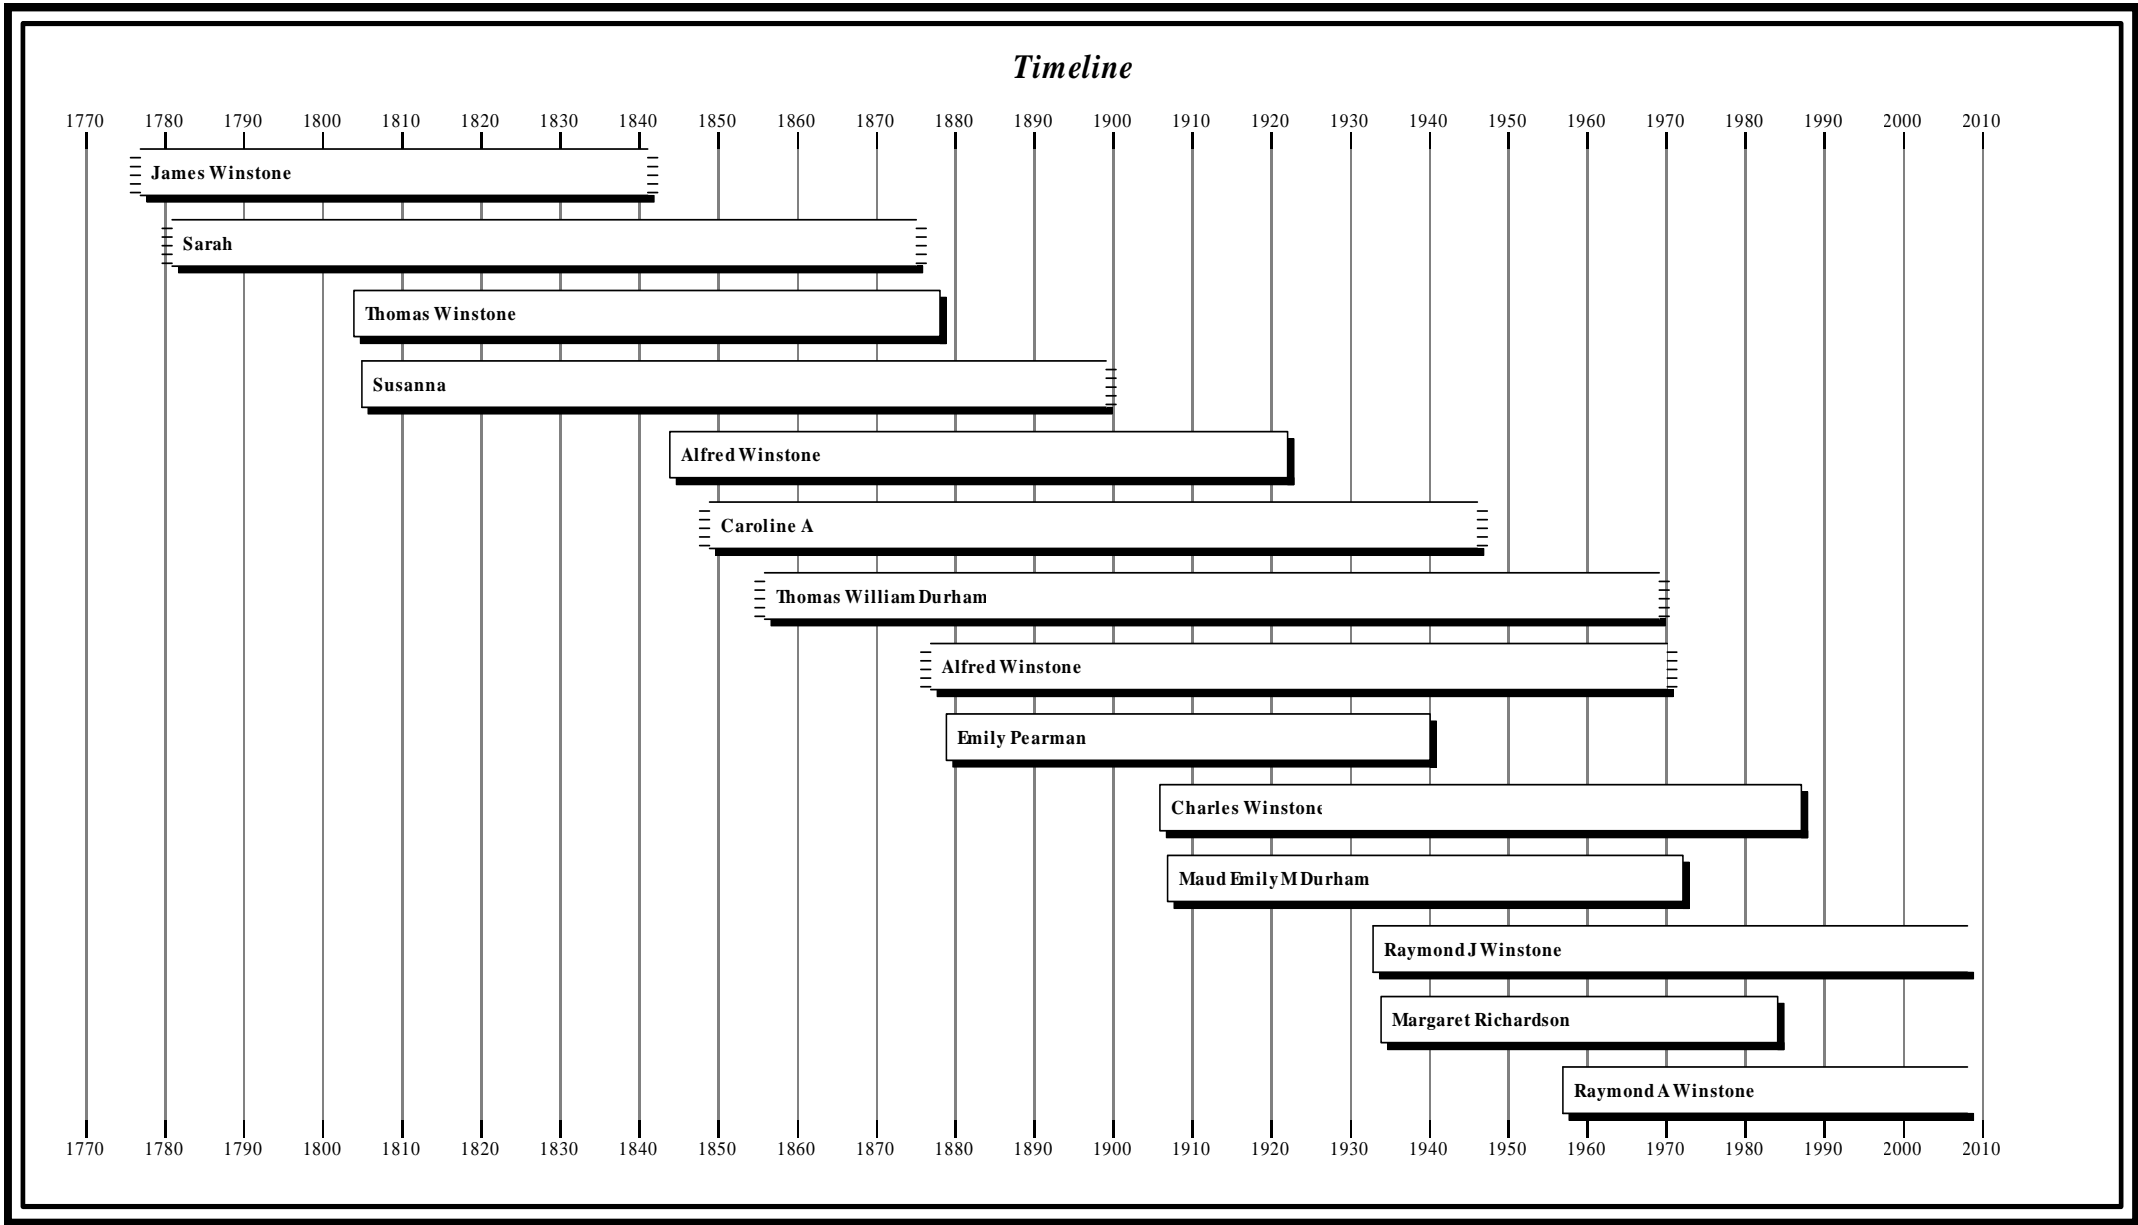 Timeline
1770 1780 1790 1800 1810 1820 1830 1840 1850 1860 1870 1880 1890 1900 1910 1920 1930 1940 1950 1960 1970 1980 1990 2000 2010
James Winstone
Sarah
Thomas Winstone
Susanna
Alfred Winstone
Caroline A
Thomas William Durham
Alfred Winstone
Emily Pearman
Charles Winstone
Maud Emily M Durham
Raymond J Winstone
Margaret Richardson
Raymond A Winstone
1770 1780 1790 1800 1810 1820 1830 1840 1850 1860 1870 1880 1890 1900 1910 1920 1930 1940 1950 1960 1970 1980 1990 2000 2010